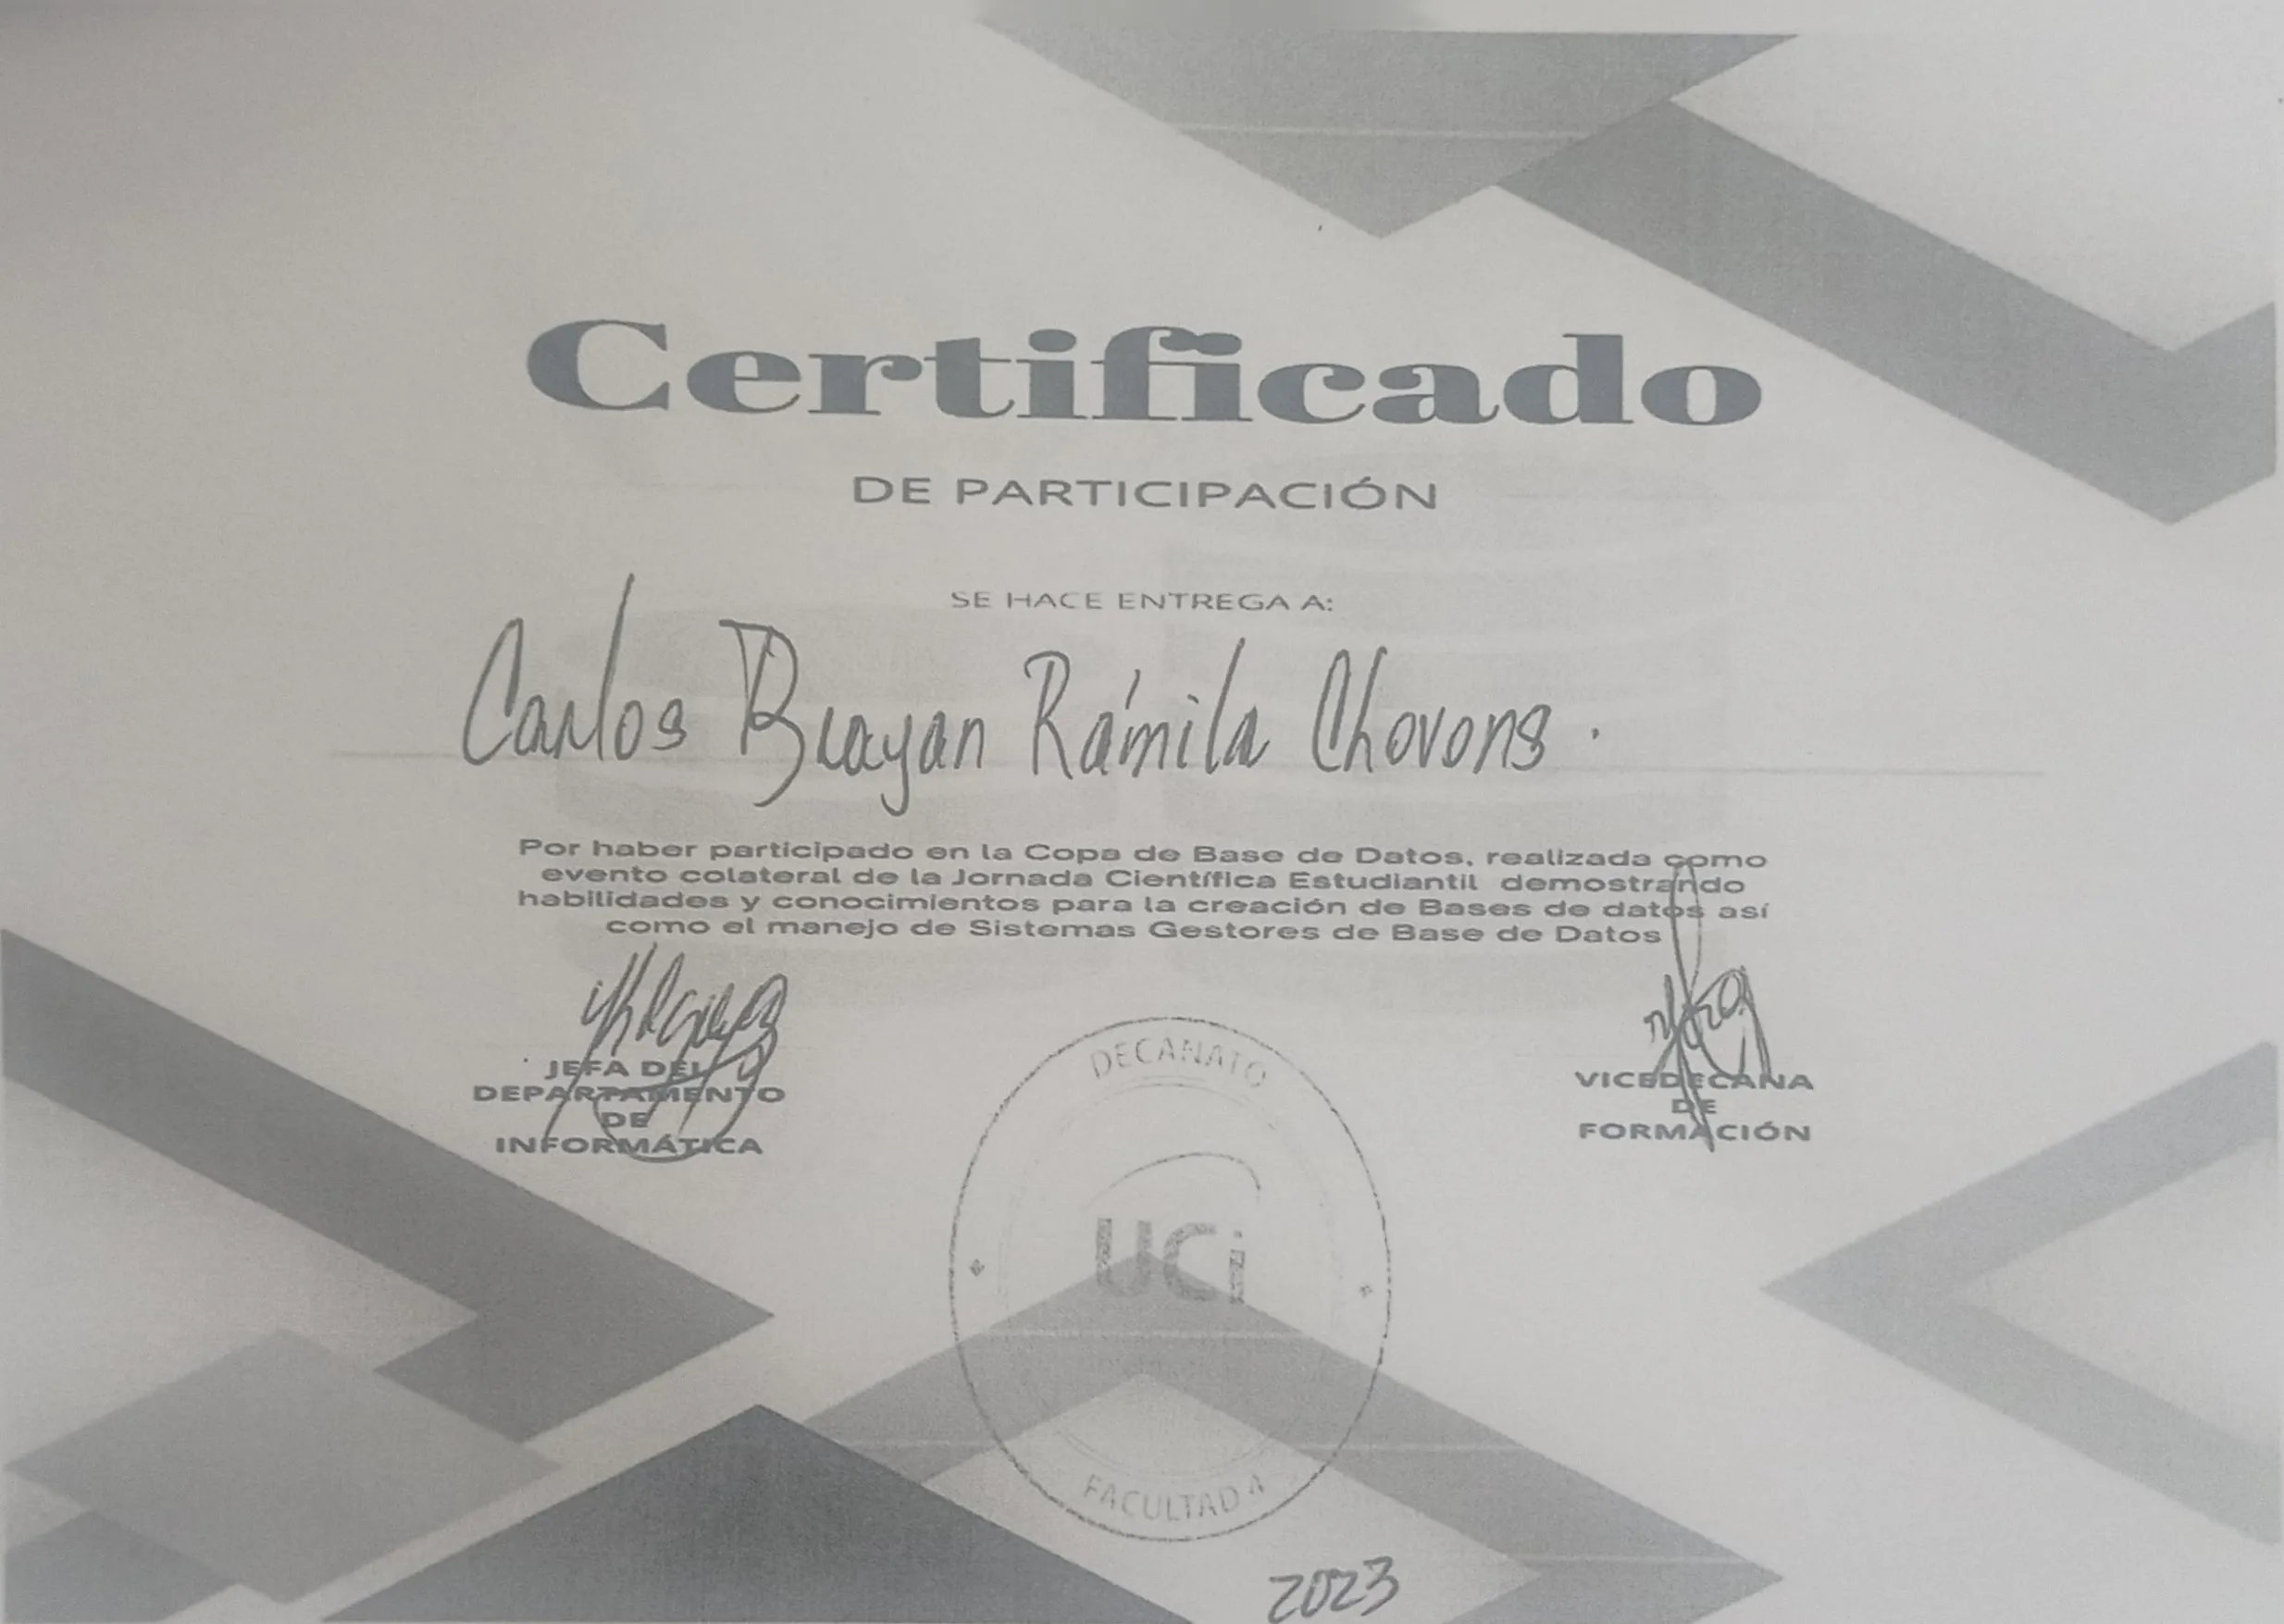 Certificado
DE PARTICIPACIÓN
SE HACE ENTREGA A:
Carlos Brayan Rámila Chovons.
Por haber participado en la Copa de Base de Datos, realizada como
evento colateral de la Jornada Científica Estudiantil demostrando
habilidades y conocimientos para la creación de Bases de datos así
como el manejo de Sistemas Gestores de Base de Datos
JEFA DEL
DEPARTAMENTO
DE
INFORMÁTICA
VICEDECANA
DE
FORMACIÓN
DECANATO
UCi
FACULTAD 4
2023